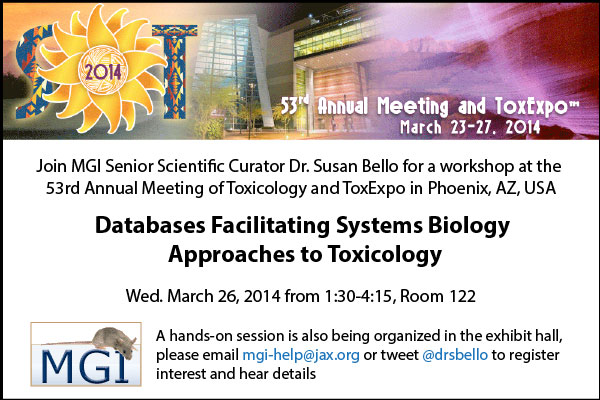 SOT
2014
53rd Annual Meeting and ToxExpo™
March 23-27, 2014
Join MGI Senior Scientific Curator Dr. Susan Bello for a workshop at the
53rd Annual Meeting of Toxicology and ToxExpo in Phoenix, AZ, USA
Databases Facilitating Systems Biology
Approaches to Toxicology
Wed. March 26, 2014 from 1:30-4:15, Room 122
A hands-on session is also being organized in the exhibit hall,
please email mgi-help@jax.org or tweet @drsbello to register
interest and hear details
MGI